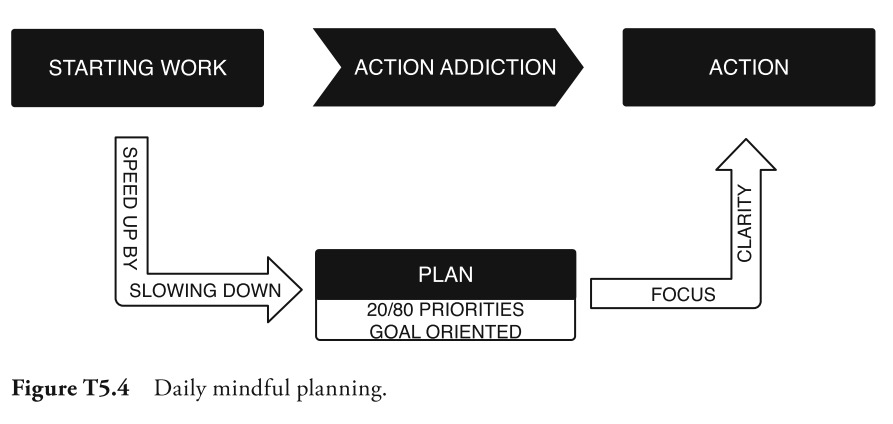 STARTING WORK
ACTION ADDICTION
ACTION
SPEED UP BY
SLOWING DOWN
PLAN
20/80 PRIORITIES
GOAL ORIENTED
FOCUS
CLARITY
Figure T5.4 Daily mindful planning.